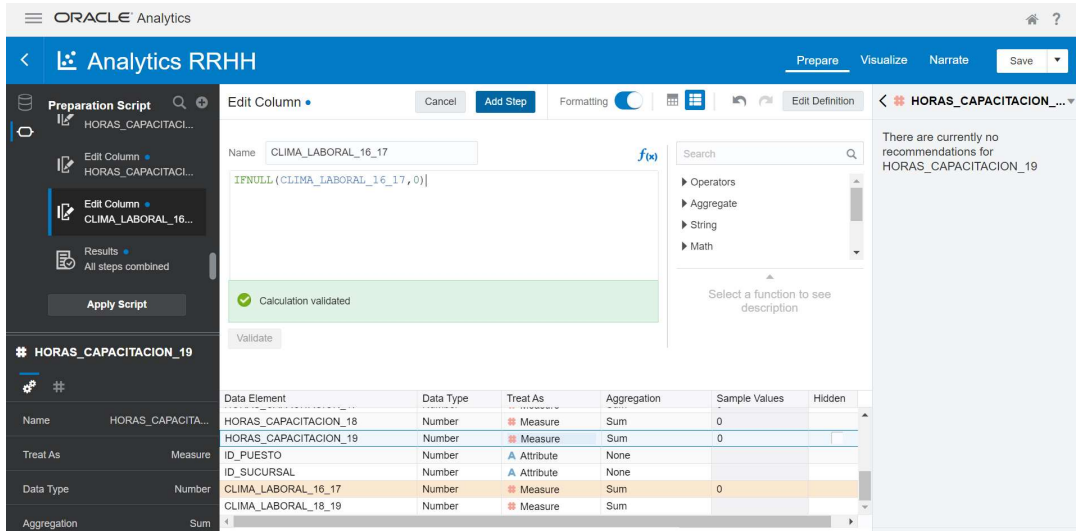 ORACLE Analytics
?
Analytics RRHH
Prepare
Visualize
Narrate
Save
Preparation Script
HORAS_CAPACITACI...
Edit Column
HORAS_CAPACITACI...
Edit Column
CLIMA_LABORAL_16...
Results
All steps combined
Apply Script
HORAS_CAPACITACION_19
Name HORAS_CAPACITA...
Treat As Measure
Data Type Number
Aggregation Sum
Edit Column
Cancel
Add Step
Formatting
Edit Definition
Name CLIMA_LABORAL_16_17
f(x)
IFNULL(CLIMA_LABORAL_16_17,0)
Calculation validated
Validate
Search
Operators
Aggregate
String
Math
Select a function to see
description
Data Element Data Type Treat As Aggregation Sample Values Hidden
HORAS_CAPACITACION_18 Number Measure Sum 0
HORAS_CAPACITACION_19 Number Measure Sum 0
ID_PUESTO Number A Attribute None
ID_SUCURSAL Number A Attribute None
CLIMA_LABORAL_16_17 Number Measure Sum 0
CLIMA_LABORAL_18_19 Number Measure Sum
HORAS_CAPACITACION_...
There are currently no
recommendations for
HORAS_CAPACITACION_19